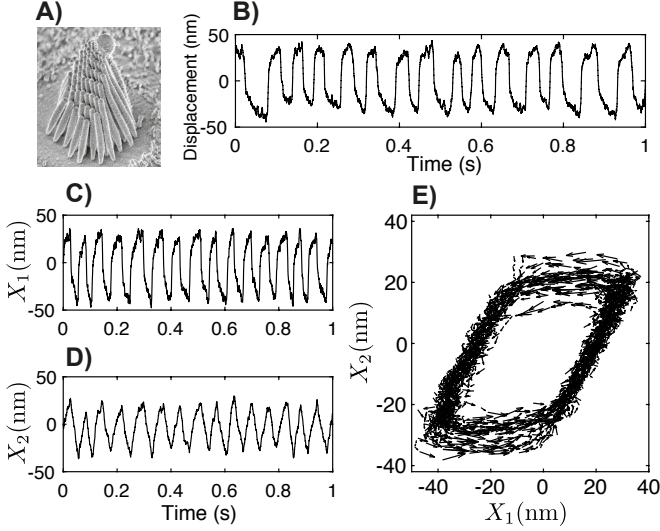 A)
B)
Displacement (nm)
50
0
-50
0 0.2 0.4 0.6 0.8 1
Time (s)
C)
X1(nm)
50
0
-50
0 0.2 0.4 0.6 0.8 1
D)
X2(nm)
50
0
-50
0 0.2 0.4 0.6 0.8 1
Time (s)
E)
X2(nm)
40
20
0
-20
-40
-40 -20 0 20 40
X1(nm)